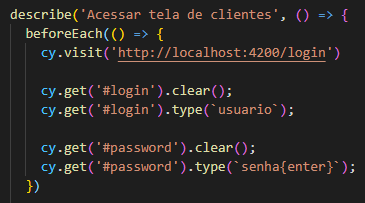 describe('Acessar tela de clientes', () => {
beforeEach(() => {
cy.visit('http://localhost:4200/login')
cy.get('#login').clear();
cy.get('#login').type(`usuario`);
cy.get('#password').clear();
cy.get('#password').type(`senha{enter}`);
})